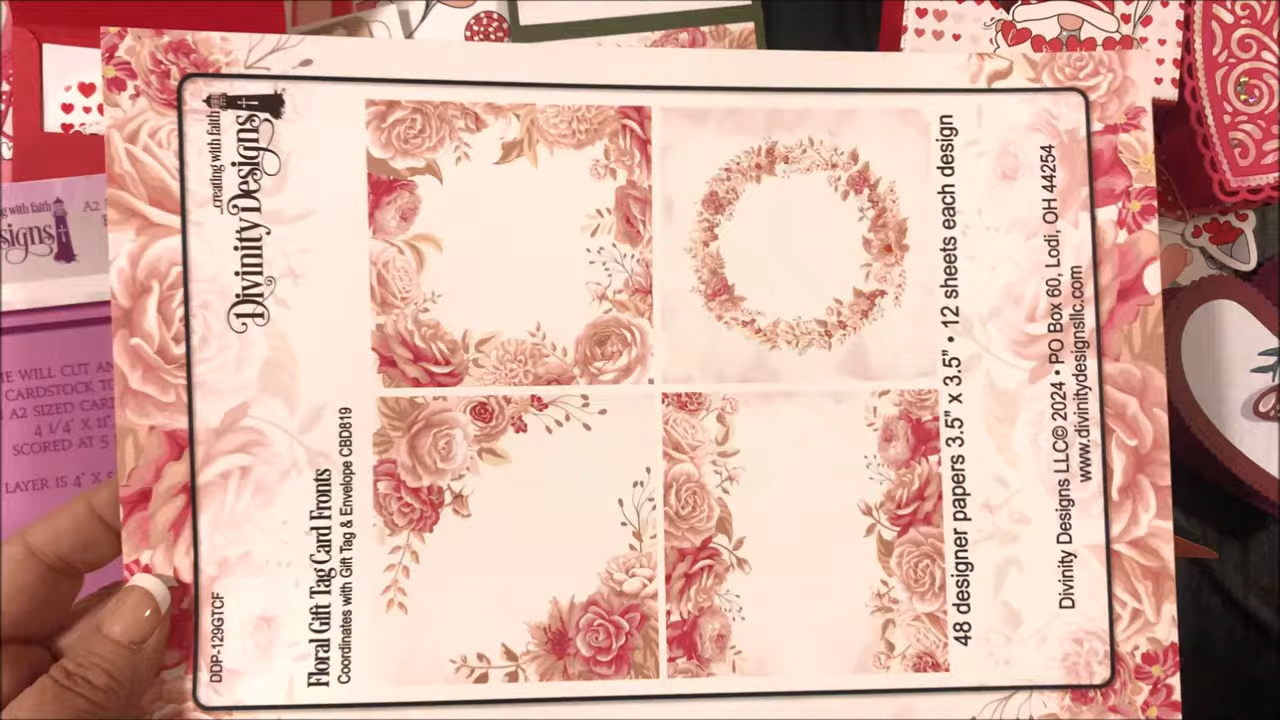 ...creating with faith
Divinity Designs
DDP-129GTCF
Floral Gift Tag Card Fronts
Coordinates with Gift Tag & Envelope CBD819
48 designer papers 3.5" x 3.5" • 12 sheets each design
Divinity Designs LLC© 2024 • PO Box 60, Lodi, OH 44254
www.divinitydesignsllc.com
with faith
signs
A2
WILL CUT
CARDSTOCK
A2 SIZED
4 1/4" X 11"
SCORED AT 5
LAYER IS 4" X